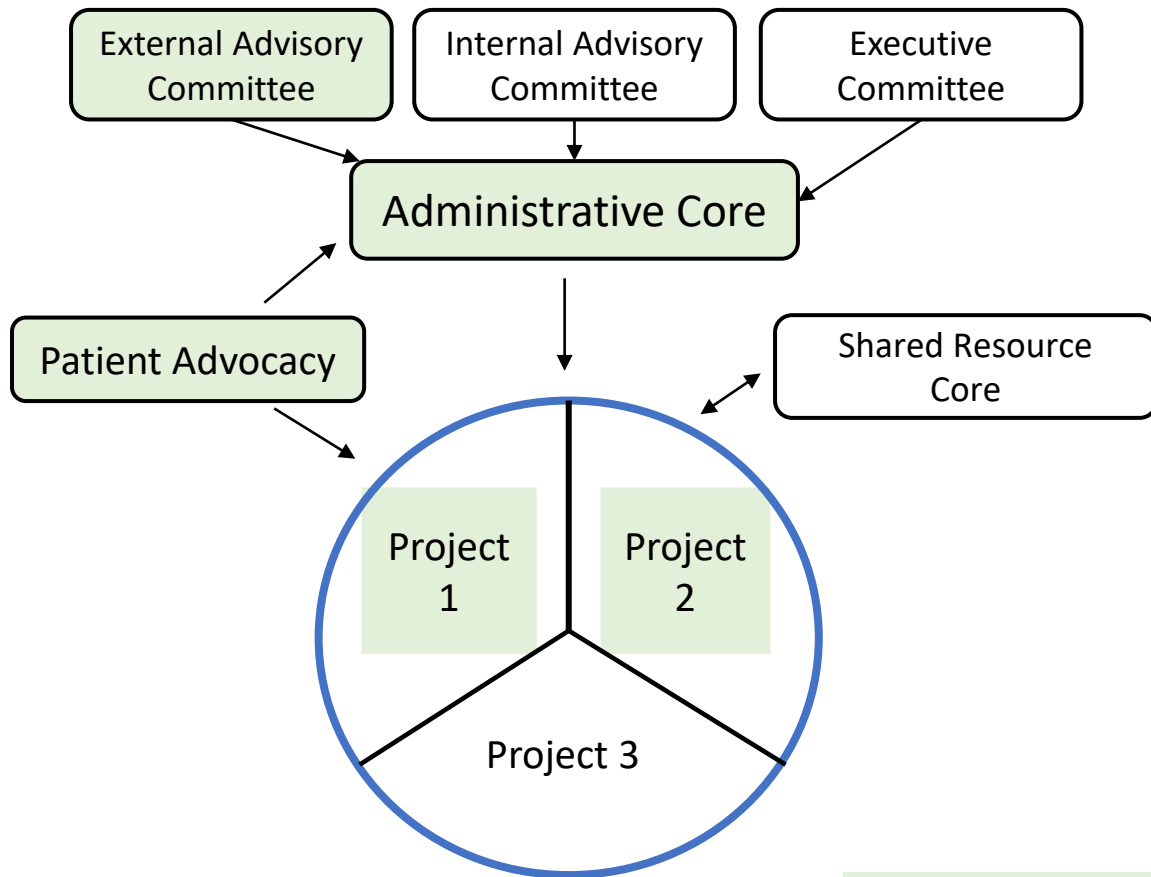 External Advisory
Committee
Internal Advisory
Committee
Executive
Committee
Administrative Core
Patient Advocacy
Shared Resource
Core
Project
1
Project
2
Project 3